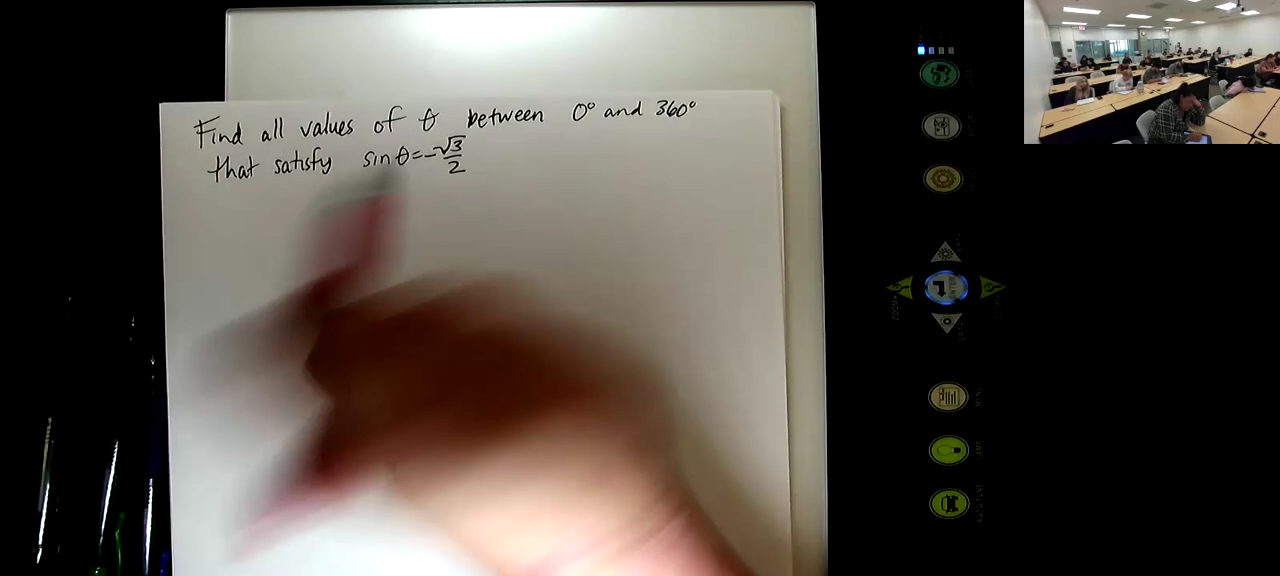 Find all values of θ between 0° and 360°
that satisfy sin θ = -√3/2